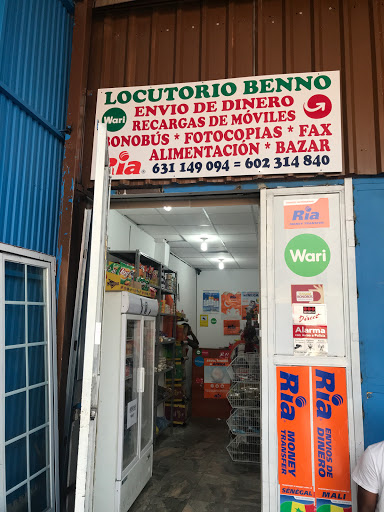 LOCUTORIO BENNO
Wari
ENVIO DE DINERO
RECARGAS DE MÓVILES
BONOBÚS * FOTOCOPIAS * FAX
Ria
ALIMENTACIÓN * BAZAR
631 149 094 = 602 314 840
Ria
Wari
Alarma
Ria MONEY TRANSFER
Ria ENVIOS DE DINERO
SENEGAL
MALI